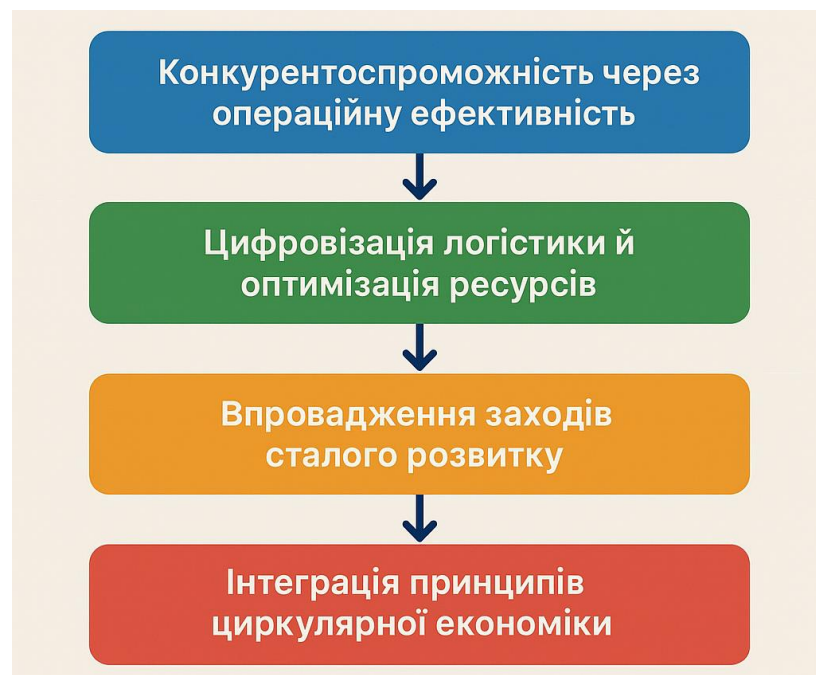 Конкурентоспроможність через
операційну ефективність
Цифровізація логістики й
оптимізація ресурсів
Впровадження заходів
сталого розвитку
Інтеграція принципів
циркулярної економіки